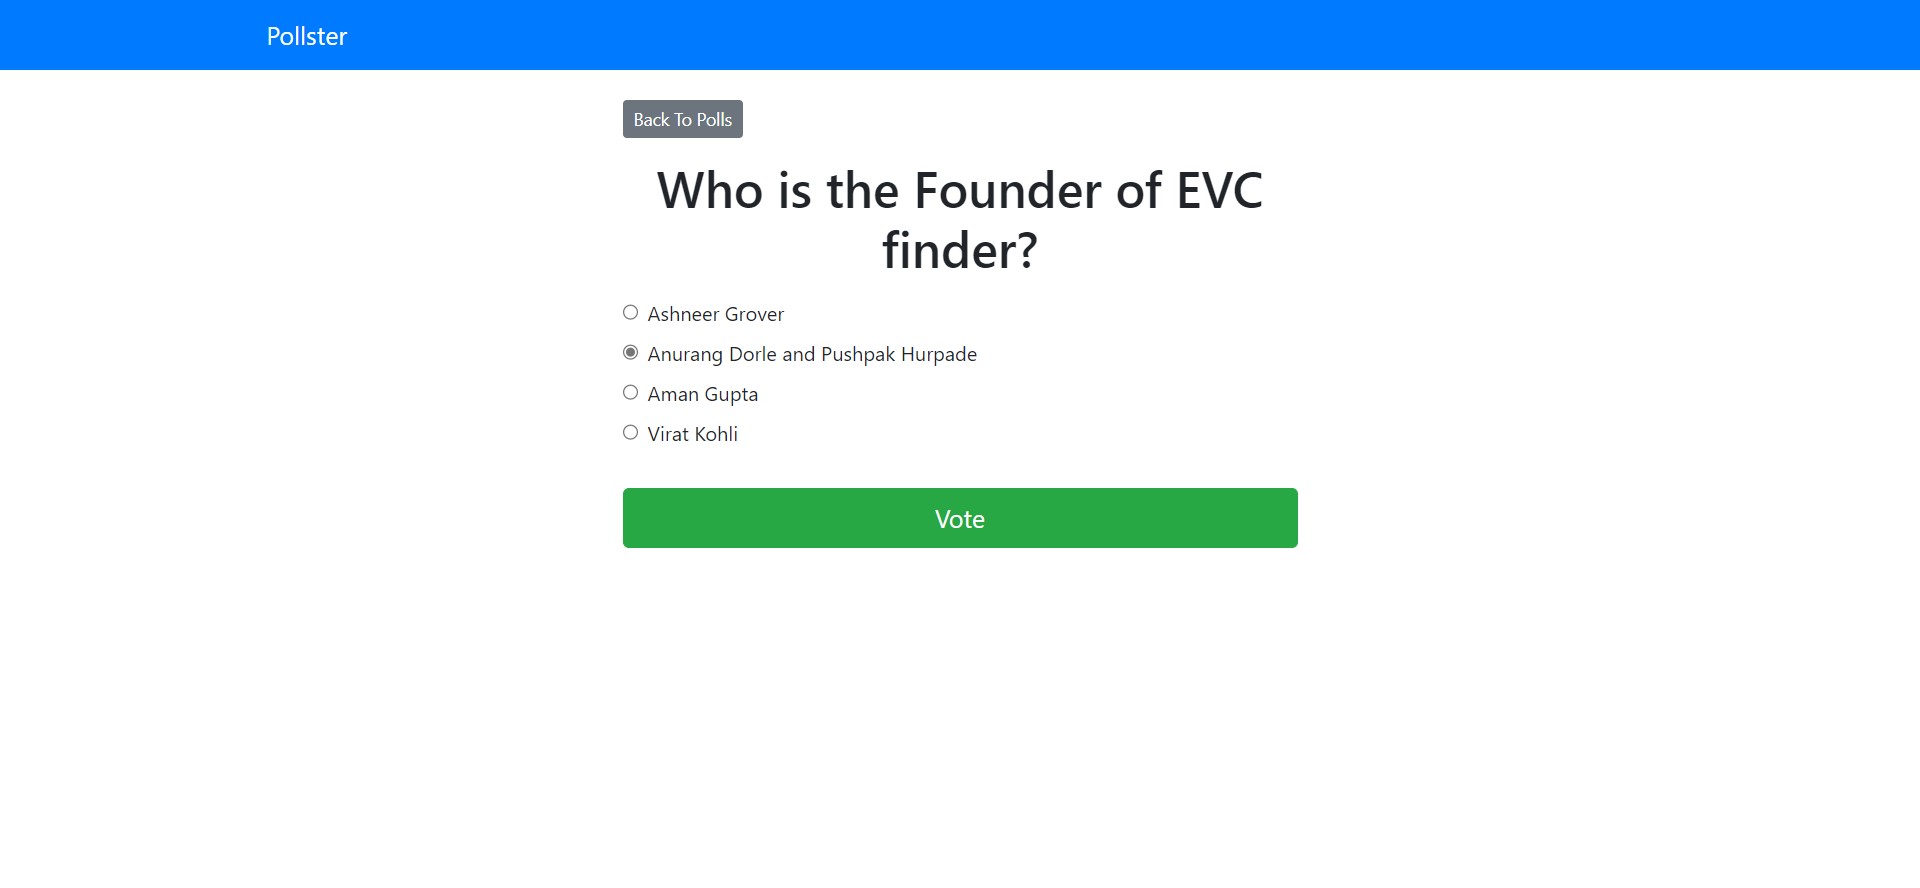 Pollster
Back To Polls
Who is the Founder of EVC
finder?
Ashneer Grover
Anurang Dorle and Pushpak Hurpade
Aman Gupta
Virat Kohli
Vote